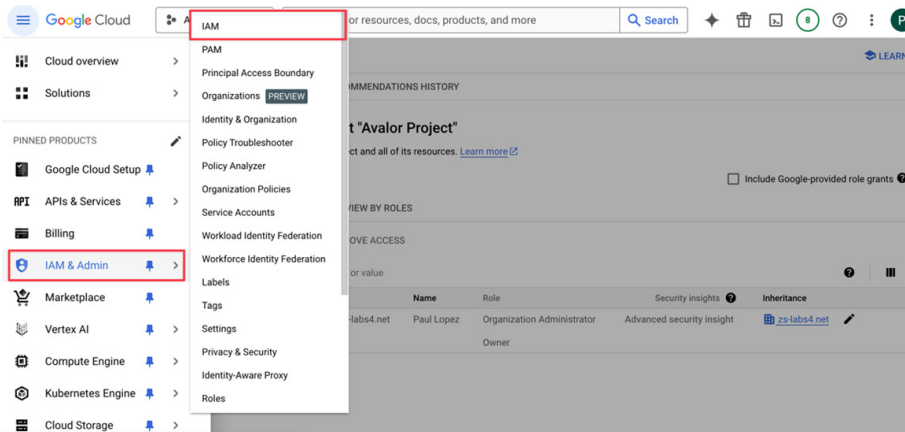 Google Cloud
A
or resources, docs, products, and more
Search
8
P
Cloud overview
Solutions
PINNED PRODUCTS
Google Cloud Setup
API APIs & Services
Billing
IAM & Admin
Marketplace
Vertex AI
Compute Engine
Kubernetes Engine
Cloud Storage
IAM
PAM
Principal Access Boundary
Organizations PREVIEW
Identity & Organization
Policy Troubleshooter
Policy Analyzer
Organization Policies
Service Accounts
Workload Identity Federation
Workforce Identity Federation
Labels
Tags
Settings
Privacy & Security
Identity-Aware Proxy
Roles
LEARN
MMENDATIONS HISTORY
t "Avalor Project"
ct and all of its resources. Learn more
Include Google-provided role grants
VIEW BY ROLES
OVE ACCESS
or value
Name Role Security insights Inheritance
-labs4.net Paul Lopez Organization Administrator Advanced security insight zs-labs4.net
Owner